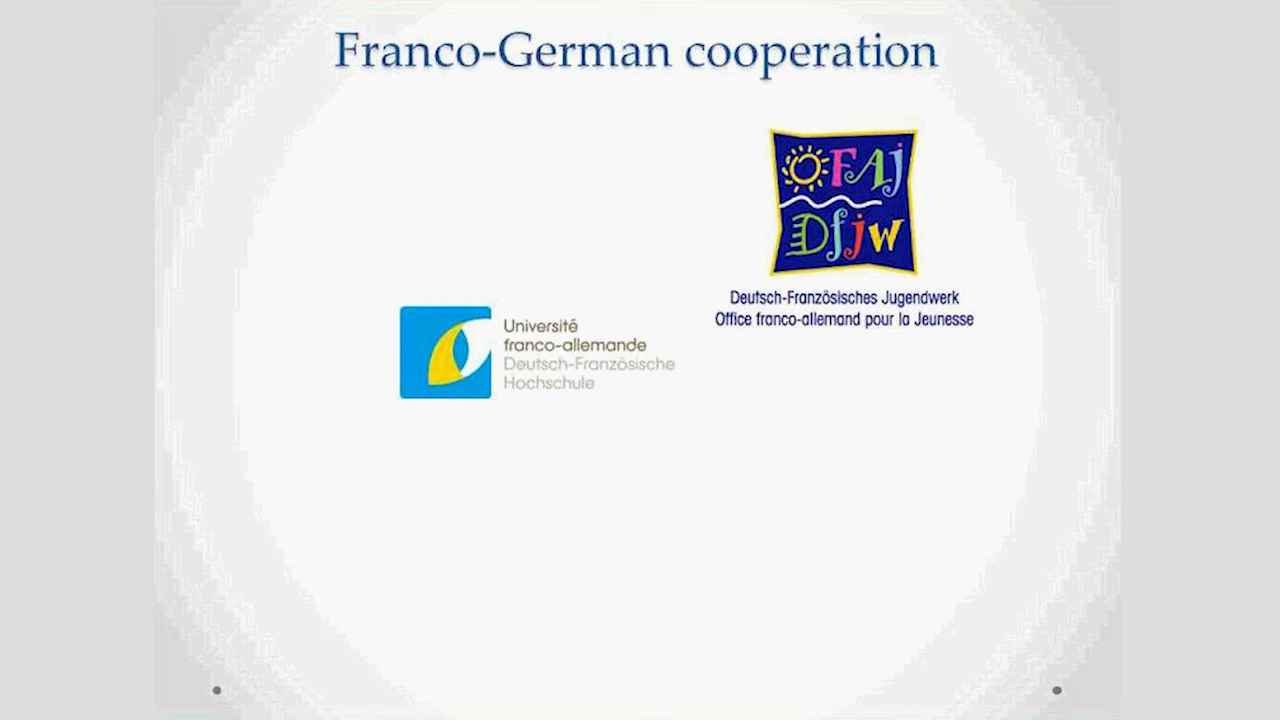 Franco-German cooperation
OFAj
Dfjw
Deutsch-Französisches Jugendwerk
Office franco-allemand pour la Jeunesse
Université
franco-allemande
Deutsch-Französische
Hochschule